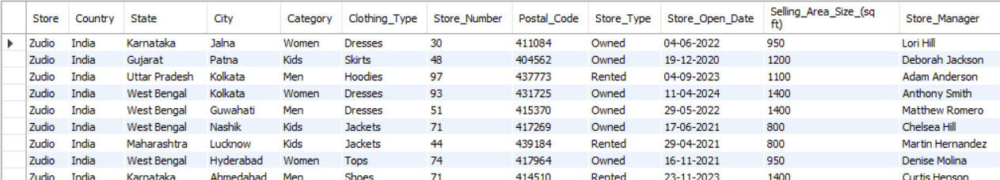 Store Country State City Category Clothing_Type Store_Number Postal_Code Store_Type Store_Open_Date Selling_Area_Size_(sq ft) Store_Manager
Zudio India Karnataka Jalna Women Dresses 30 411084 Owned 04-06-2022 950 Lori Hill
Zudio India Gujarat Patna Kids Skirts 48 404562 Owned 19-12-2020 1200 Deborah Jackson
Zudio India Uttar Pradesh Kolkata Men Hoodies 97 437773 Rented 04-09-2023 1100 Adam Anderson
Zudio India West Bengal Kolkata Women Dresses 93 431725 Owned 11-04-2024 1400 Anthony Smith
Zudio India West Bengal Guwahati Men Dresses 51 415370 Owned 29-05-2022 1400 Matthew Romero
Zudio India West Bengal Nashik Kids Jackets 71 417269 Owned 17-06-2021 800 Chelsea Hill
Zudio India Maharashtra Lucknow Kids Jackets 44 439184 Rented 29-04-2021 800 Martin Hernandez
Zudio India West Bengal Hyderabad Women Tops 74 417964 Owned 16-11-2021 950 Denise Molina
Zudio India Karnataka Ahmedabad Men Shoes 71 414510 Rented 23-11-2023 1400 Curtis Henson